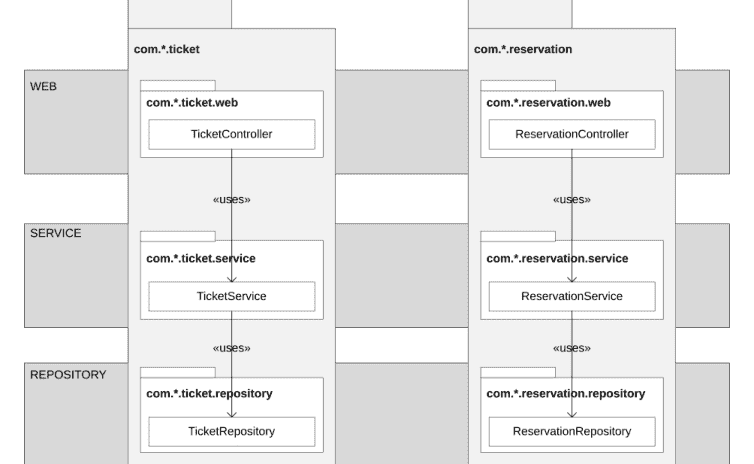 com.*.ticket
com.*.reservation
WEB
com.*.ticket.web
com.*.reservation.web
TicketController
ReservationController
«uses»
«uses»
SERVICE
com.*.ticket.service
com.*.reservation.service
TicketService
ReservationService
«uses»
«uses»
REPOSITORY
com.*.ticket.repository
com.*.reservation.repository
TicketRepository
ReservationRepository